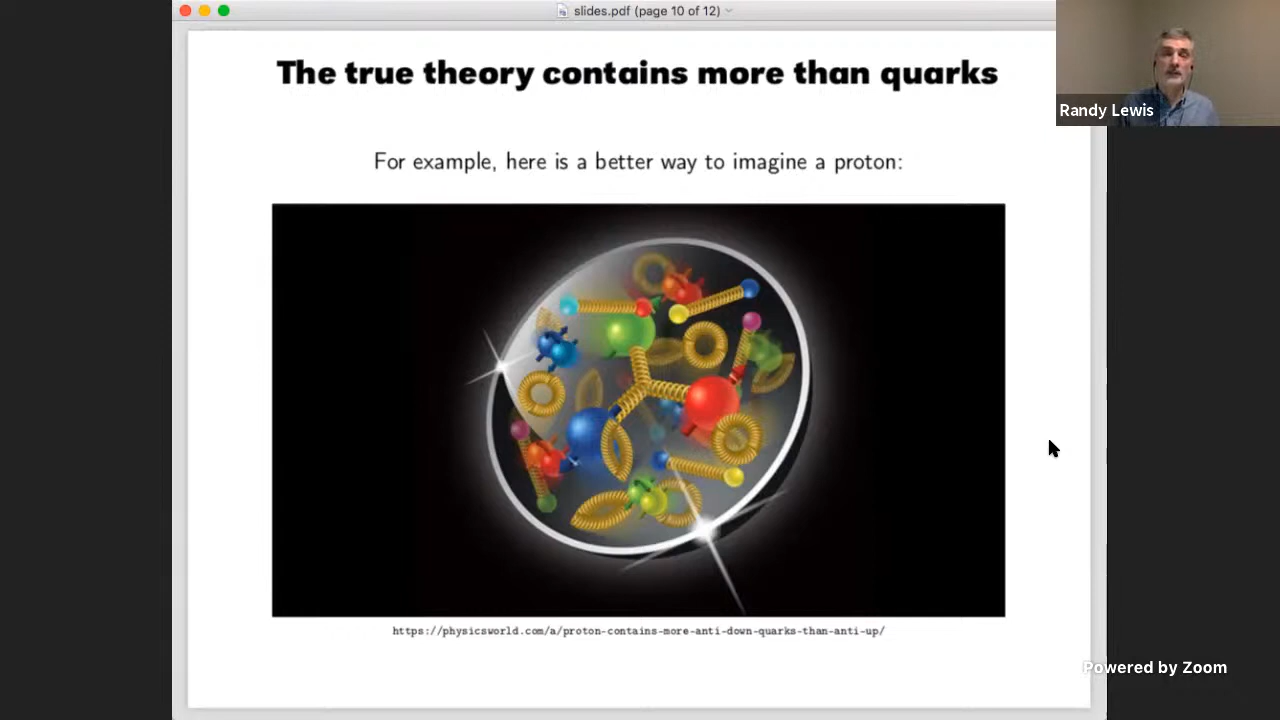 slides.pdf (page 10 of 12)
The true theory contains more than quarks
Randy Lewis
For example, here is a better way to imagine a proton:
https://physicsworld.com/a/proton-contains-more-anti-down-quarks-than-anti-up/
Powered by Zoom